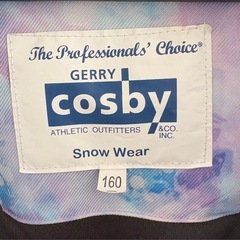 The Professionals' Choice®
GERRY
cosby
ATHLETIC OUTFITTERS &CO. INC.
Snow Wear
160